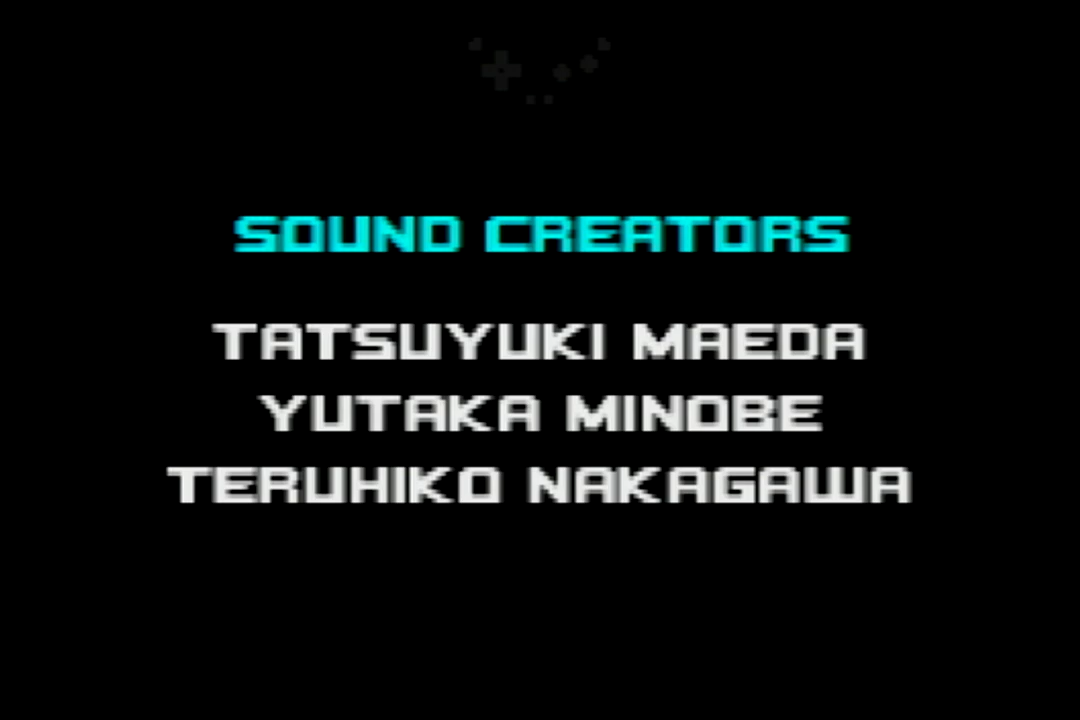 SOUND CREATORS
TATSUYUKI MAEDA
YUTAKA MINOBE
TERUHIKO NAKAGAWA